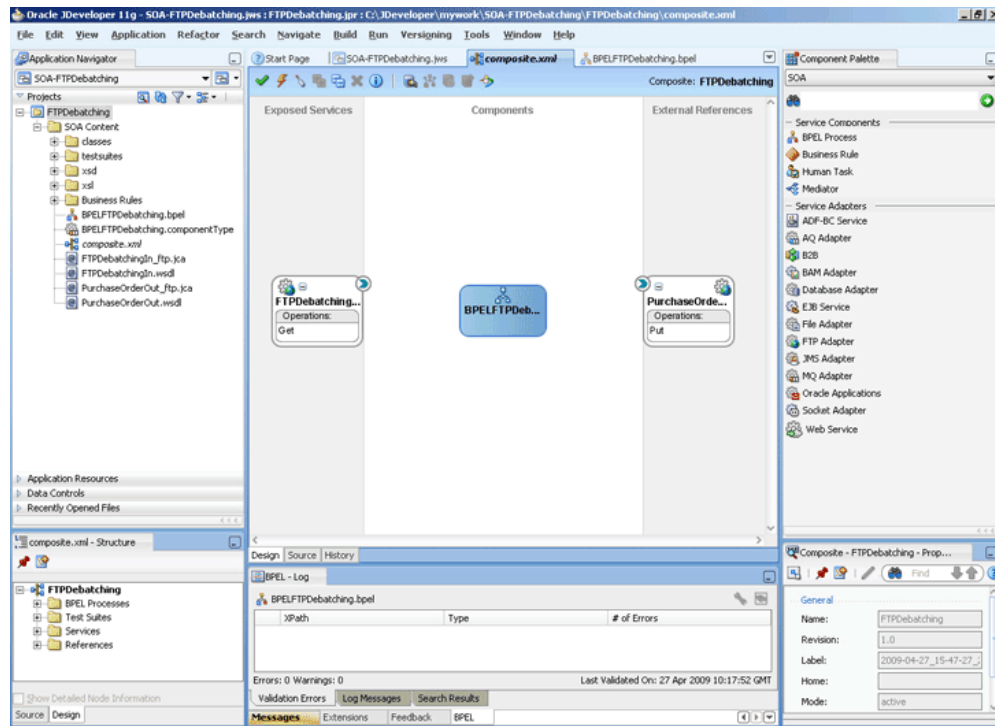 Oracle JDeveloper 11g - SOA-FTPDebatching.jws : FTPDebatching.jpr : C:\JDeveloper\mywork\SOA-FTPDebatching\FTPDebatching\composite.xml
File Edit View Application Refactor Search Navigate Build Run Versioning Tools Window Help
Application Navigator
SOA-FTPDebatching
Projects
FTPDebatching
SOA Content
classes
testsuites
xsd
xsl
Business Rules
BPELFTPDebatching.bpel
BPELFTPDebatching.componentType
composite.xml
FTPDebatchingIn_ftp.jca
FTPDebatchingIn.wsdl
PurchaseOrderOut_ftp.jca
PurchaseOrderOut.wsdl
Application Resources
Data Controls
Recently Opened Files
composite.xml - Structure
FTPDebatching
BPEL Processes
Test Suites
Services
References
Show Detailed Node Information
Source Design
Start Page SOA-FTPDebatching.jws composite.xml BPELFTPDebatching.bpel
Composite: FTPDebatching
Exposed Services Components External References
FTPDebatching...
Operations:
Get
BPELFTPDeb...
PurchaseOrde...
Operations:
Put
Design Source History
BPEL - Log
BPELFTPDebatching.bpel
XPath Type # of Errors
Errors: 0 Warnings: 0 Last Validated On: 27 Apr 2009 10:17:52 GMT
Validation Errors Log Messages Search Results
Messages Extensions Feedback BPEL
Component Palette
SOA
Service Components
BPEL Process
Business Rule
Human Task
Mediator
Service Adapters
ADF-BC Service
AQ Adapter
B2B
BAM Adapter
Database Adapter
EJB Service
File Adapter
FTP Adapter
JMS Adapter
MQ Adapter
Oracle Applications
Socket Adapter
Web Service
Composite - FTPDebatching - Prop...
Find
General
Name: FTPDebatching
Revision: 1.0
Label: 2009-04-27_15-47-27_
Home:
Mode: active